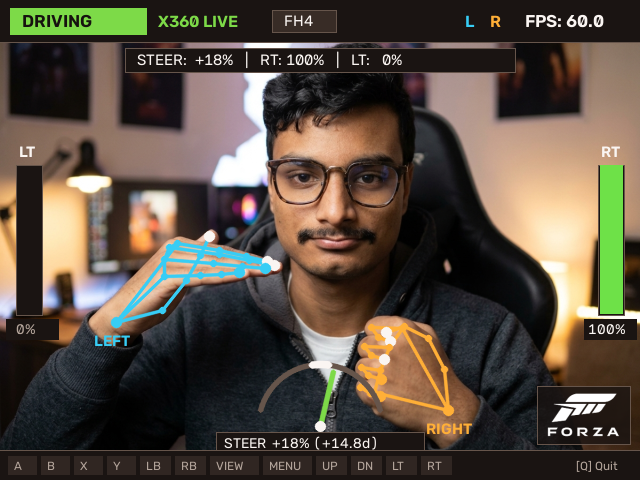 DRIVING X360 LIVE FH4 L R FPS: 60.0
STEER: +18% | RT: 100% | LT: 0%
LT
RT
0%
100%
LEFT
RIGHT
FORZA
STEER +18% (+14.8d)
A B X Y LB RB VIEW MENU UP DN LT RT [Q] Quit